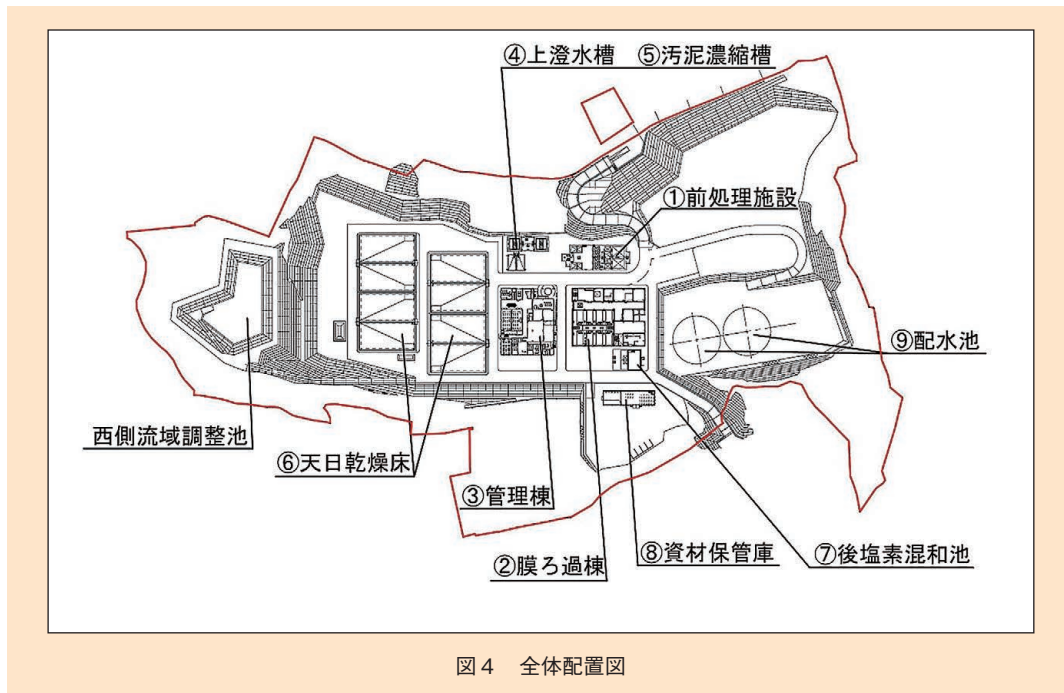 ④上澄水槽 ⑤汚泥濃縮槽
①前処理施設
⑨配水池
西側流域調整池
⑥天日乾燥床
③管理棟
②膜ろ過棟
⑧資材保管庫
⑦後塩素混和池
図4 全体配置図